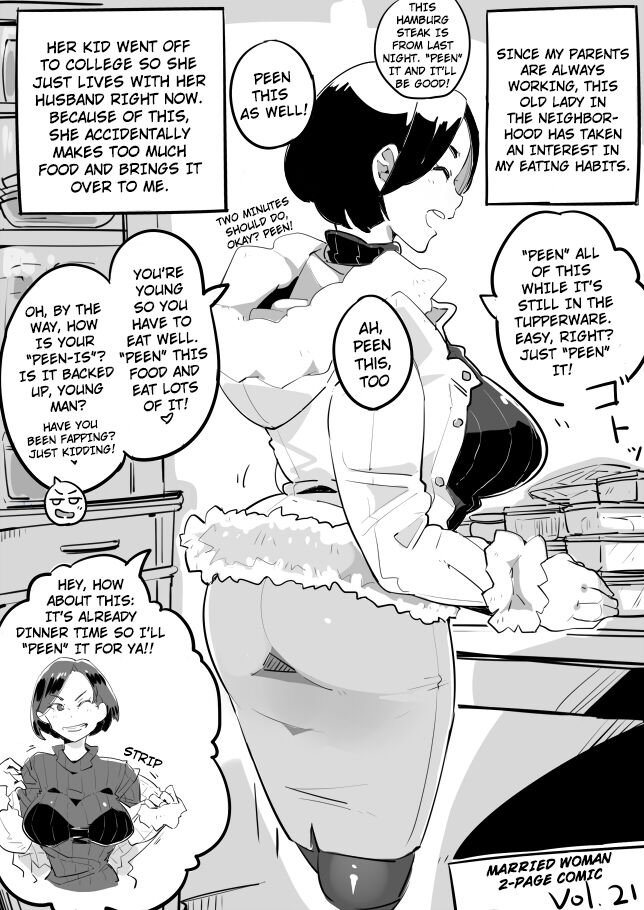 SINCE MY PARENTS
ARE ALWAYS
WORKING, THIS
OLD LADY IN
THE NEIGHBOR-
HOOD HAS TAKEN
AN INTEREST IN
MY EATING HABITS.
THIS
HAMBURG
STEAK IS
FROM LAST
NIGHT. "PEEN"
IT AND IT'LL
BE GOOD!
PEEN
THIS
AS WELL!
HER KID WENT OFF
TO COLLEGE SO SHE
JUST LIVES WITH HER
HUSBAND RIGHT NOW.
BECAUSE OF THIS,
SHE ACCIDENTALLY
MAKES TOO MUCH
FOOD AND BRINGS IT
OVER TO ME.
TWO MINUTES
SHOULD DO,
OKAY? PEEN!
"PEEN" ALL
OF THIS
WHILE IT'S
STILL IN THE
TUPPERWARE.
EASY, RIGHT?
JUST "PEEN"
IT!
ゴトッ
AH,
PEEN
THIS,
TOO
YOU'RE
YOUNG
SO YOU
HAVE TO
EAT WELL.
"PEEN" THIS
FOOD AND
EAT LOTS
OF IT!
♡
OH, BY THE
WAY, HOW
IS YOUR
"PEEN-IS"?
IS IT BACKED
UP, YOUNG
MAN?
HAVE YOU
BEEN FAPPING?
JUST KIDDING!
HEY, HOW
ABOUT THIS:
IT'S ALREADY
DINNER TIME SO I'LL
"PEEN" IT FOR YA!!
STRIP
MARRIED WOMAN
2-PAGE COMIC
Vol. 21